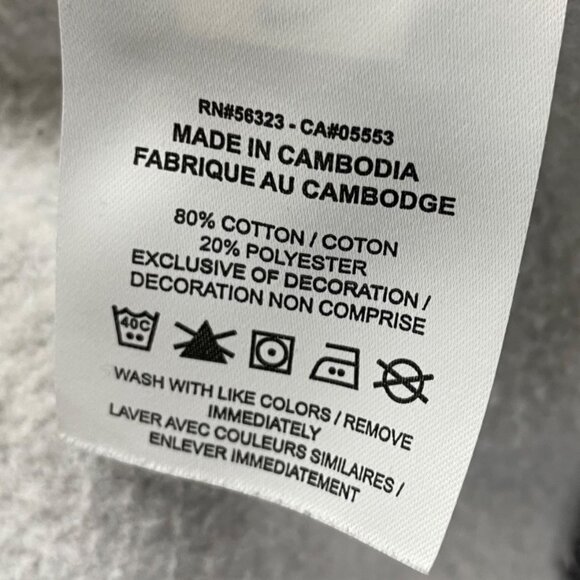 RN#56323 - CA#05553
MADE IN CAMBODIA
FABRIQUE AU CAMBODGE
80% COTTON / COTON
20% POLYESTER
EXCLUSIVE OF DECORATION /
DECORATION NON COMPRISE
40C
WASH WITH LIKE COLORS / REMOVE
IMMEDIATELY
LAVER AVEC COULEURS SIMILAIRES /
ENLEVER IMMEDIATEMENT